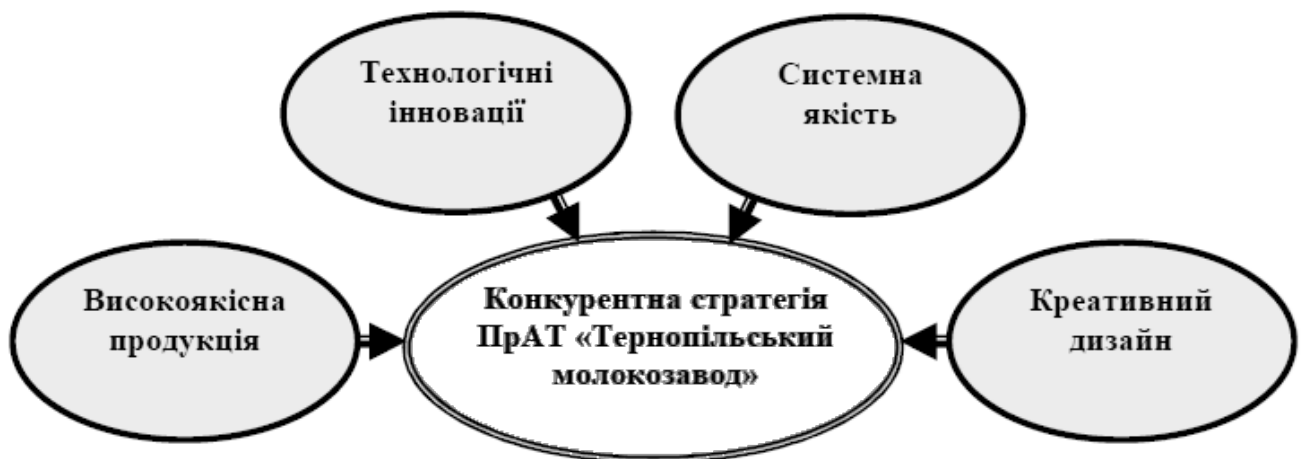 Технологічні
інновації
Системна
якість
Високоякісна
продукція
Конкурентна стратегія
ПрАТ «Тернопільський
молокозавод»
Креативний
дизайн